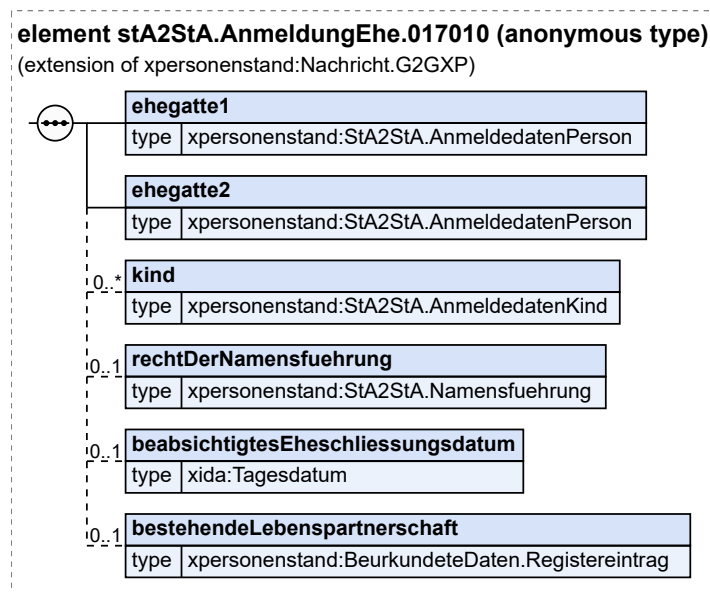 element stA2StA.AnmeldungEhe.017010 (anonymous type)
(extension of xpersonenstand:Nachricht.G2GXP)
ehegatte1
type xpersonenstand:StA2StA.AnmeldedatenPerson
ehegatte2
type xpersonenstand:StA2StA.AnmeldedatenPerson
0..* kind
type xpersonenstand:StA2StA.AnmeldedatenKind
0..1 rechtDerNamensfuehrung
type xpersonenstand:StA2StA.Namensfuehrung
0..1 beabsichtigtesEheschliessungsdatum
type xida:Tagesdatum
0..1 bestehendeLebenspartnerschaft
type xpersonenstand:BeurkundeteDaten.Registereintrag